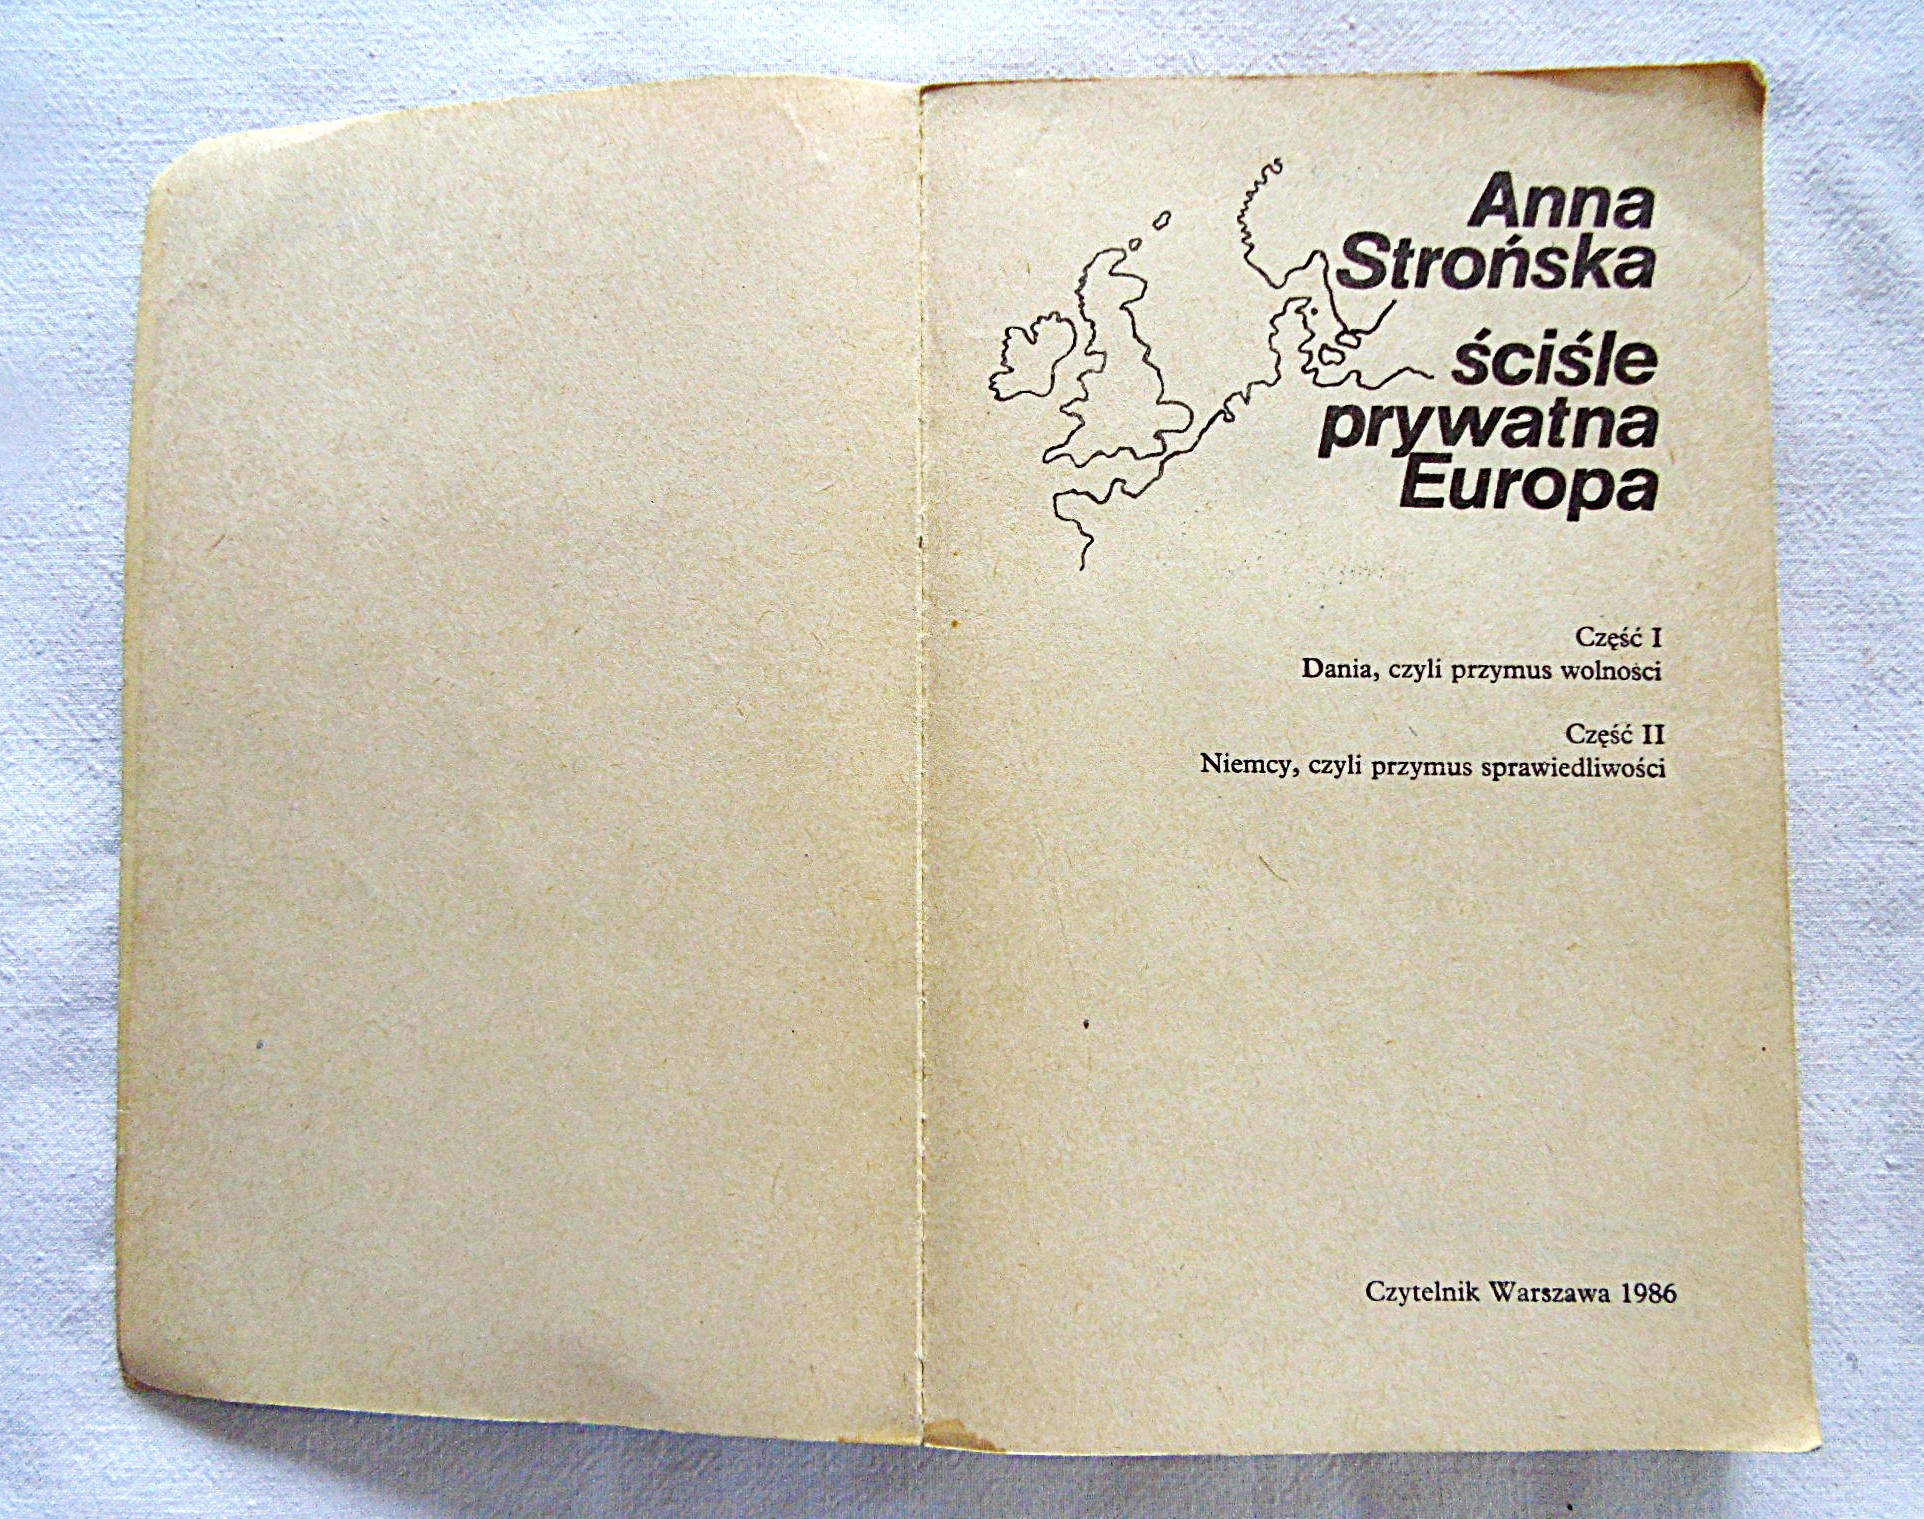 Anna
Strońska
ściśle
prywatna
Europa
Część I
Dania, czyli przymus wolności
Część II
Niemcy, czyli przymus sprawiedliwości
Czytelnik Warszawa 1986